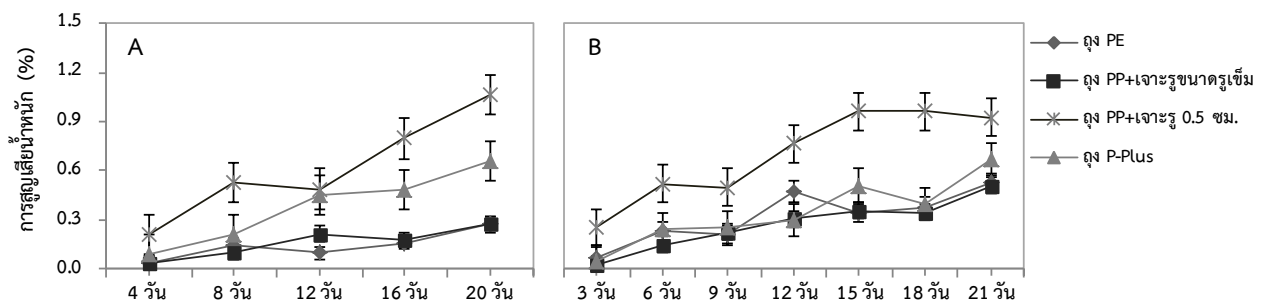 การสูญเสียน้ำหนัก (%)
1.5
1.2
0.9
0.6
0.3
0.0
A
4 วัน 8 วัน 12 วัน 16 วัน 20 วัน
B
3 วัน 6 วัน 9 วัน 12 วัน 15 วัน 18 วัน 21 วัน
ถุง PE
ถุง PP+เจาะรูขนาดรูเข็ม
ถุง PP+เจาะรู 0.5 ซม.
ถุง P-Plus